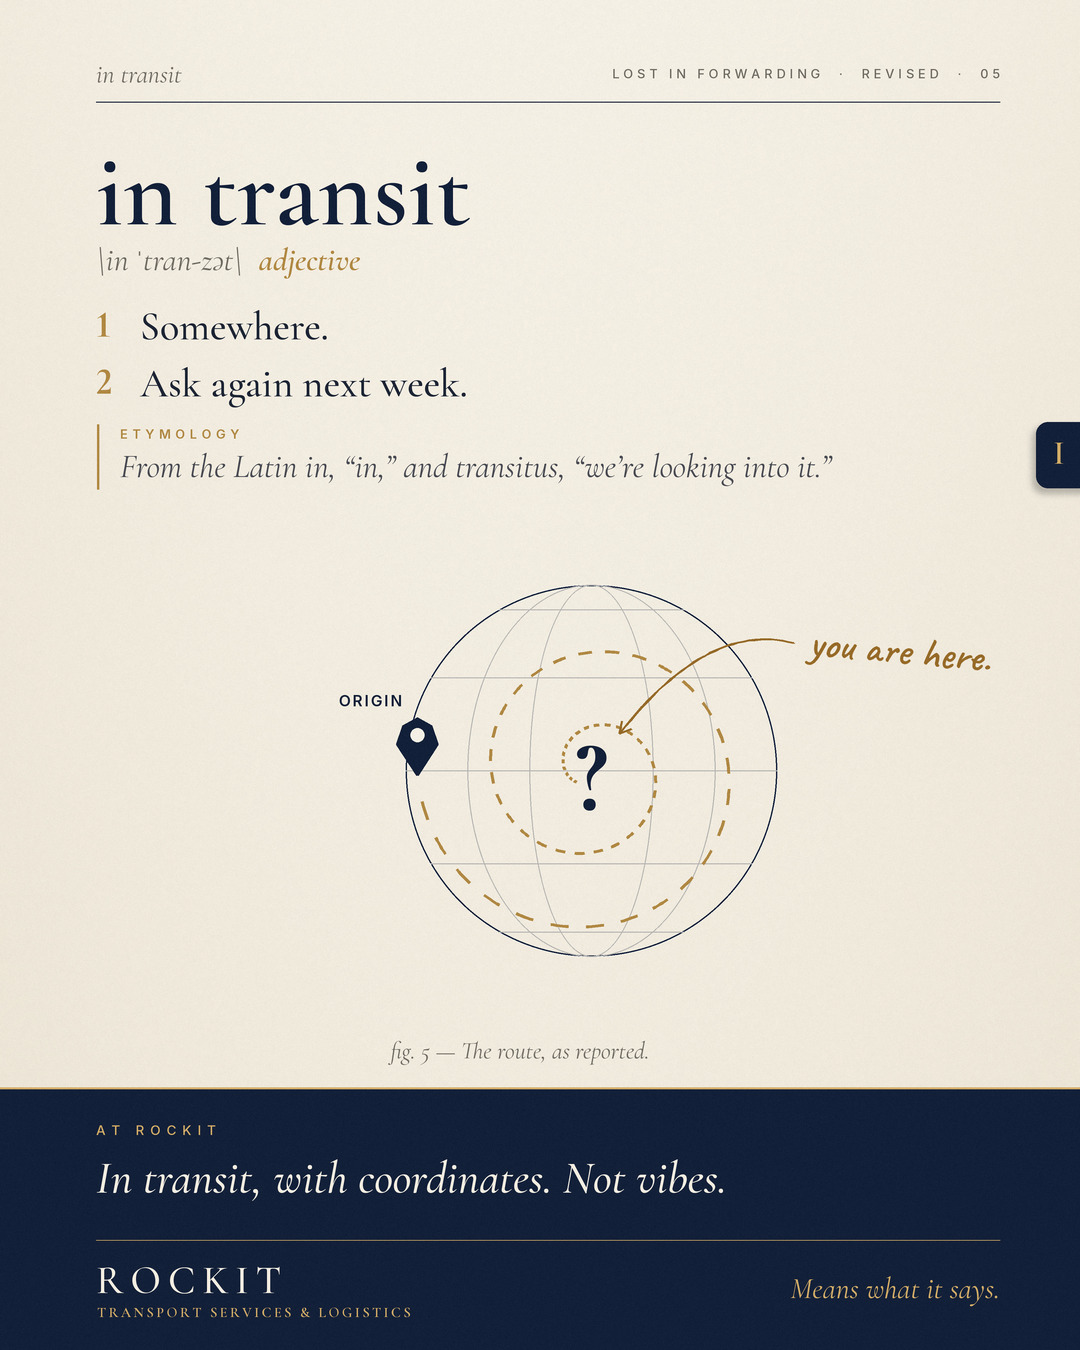 in transit
LOST IN FORWARDING · REVISED · 05
in transit
\in ˈtran-zət\ adjective
1 Somewhere.
2 Ask again next week.
ETYMOLOGY
From the Latin in, “in,” and transitus, “we’re looking into it.”
I
you are here.
ORIGIN
?
fig. 5 — The route, as reported.
AT ROCKIT
In transit, with coordinates. Not vibes.
ROCKIT
TRANSPORT SERVICES & LOGISTICS
Means what it says.